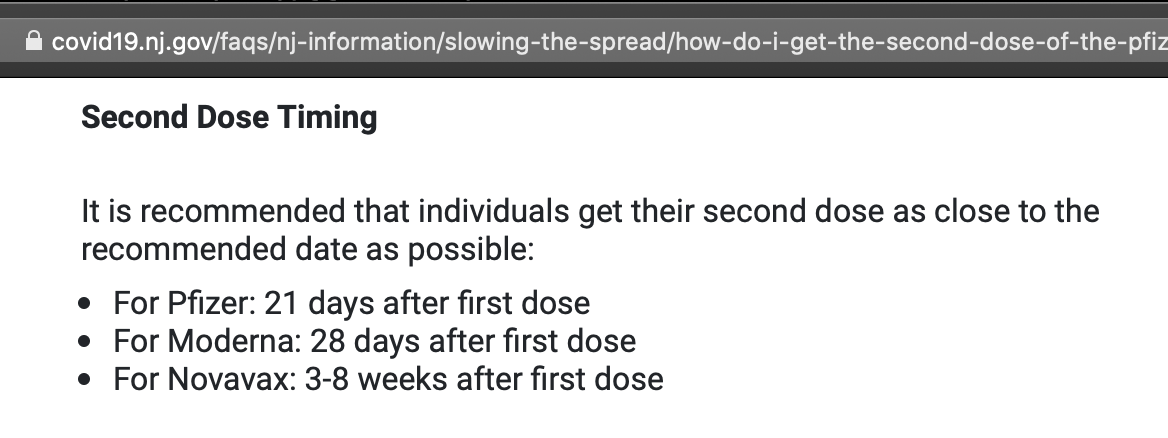 covid19.nj.gov/faqs/nj-information/slowing-the-spread/how-do-i-get-the-second-dose-of-the-pfiz
Second Dose Timing
It is recommended that individuals get their second dose as close to the
recommended date as possible:
• For Pfizer: 21 days after first dose
• For Moderna: 28 days after first dose
• For Novavax: 3-8 weeks after first dose